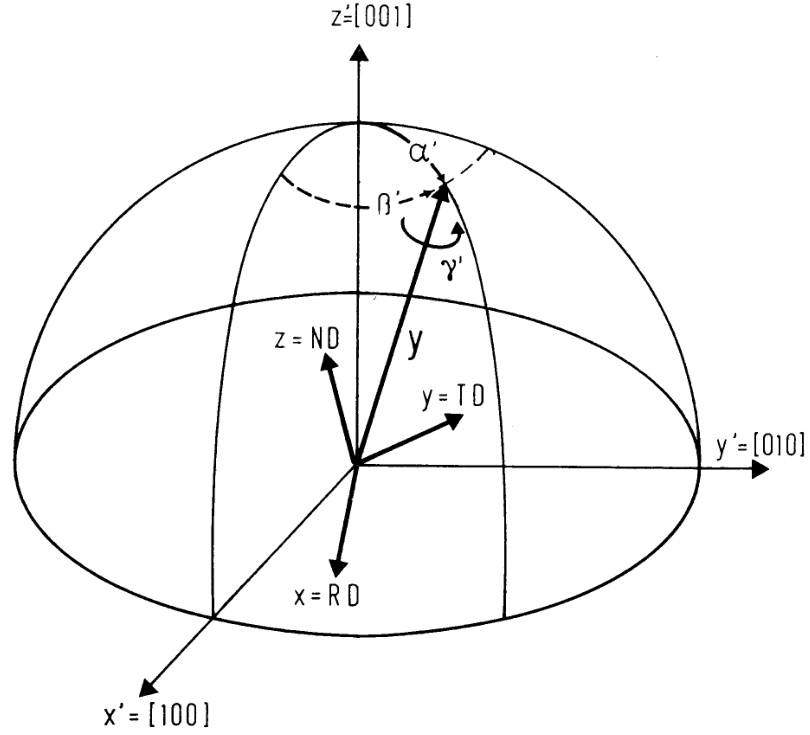 z'=[001]
α'
β'
γ'
z = ND
y
y = TD
y' = [010]
x = RD
x' = [100]